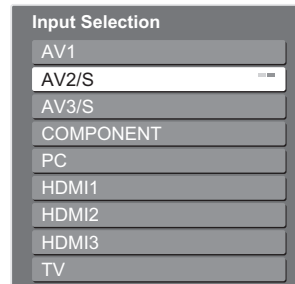 Input Selection
AV1
AV2/S
AV3/S
COMPONENT
PC
HDMI1
HDMI2
HDMI3
TV